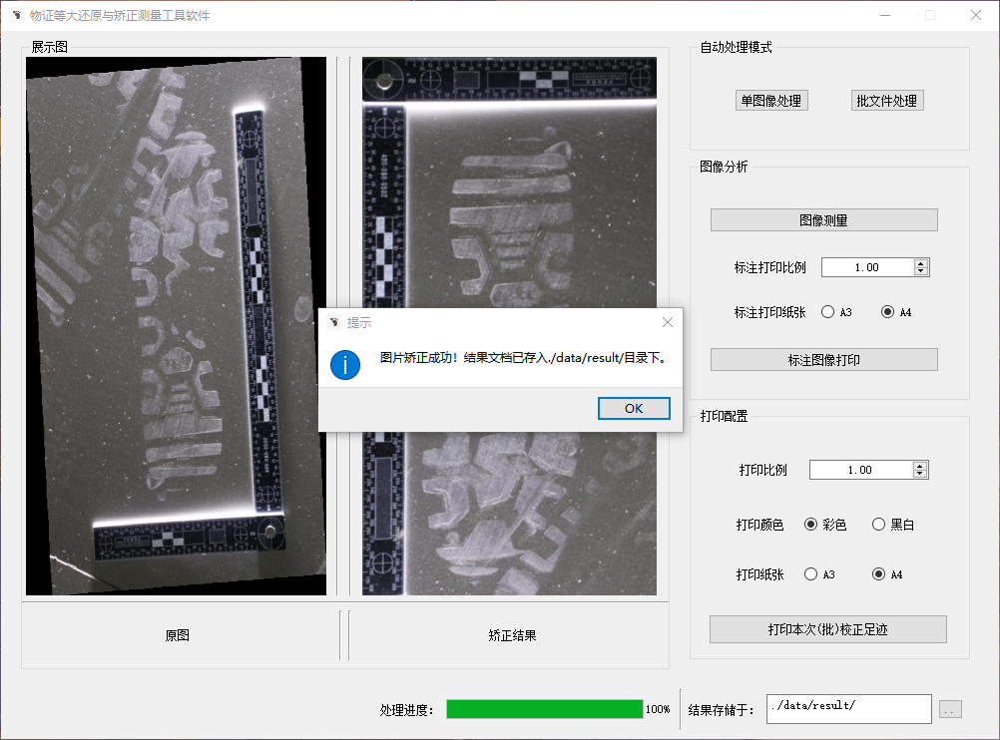 物证等大还原与矫正测量工具软件
展示图
自动处理模式
单图像处理
批文件处理
图像分析
图像测量
标注打印比例
1.00
标注打印纸张
A3
A4
标注图像打印
提示
图片矫正成功！结果文档已存入./data/result/目录下。
OK
打印配置
打印比例
1.00
打印颜色
彩色
黑白
打印纸张
A3
A4
打印本次(批)校正足迹
原图
矫正结果
处理进度：
100%
结果存储于：
./data/result/
..